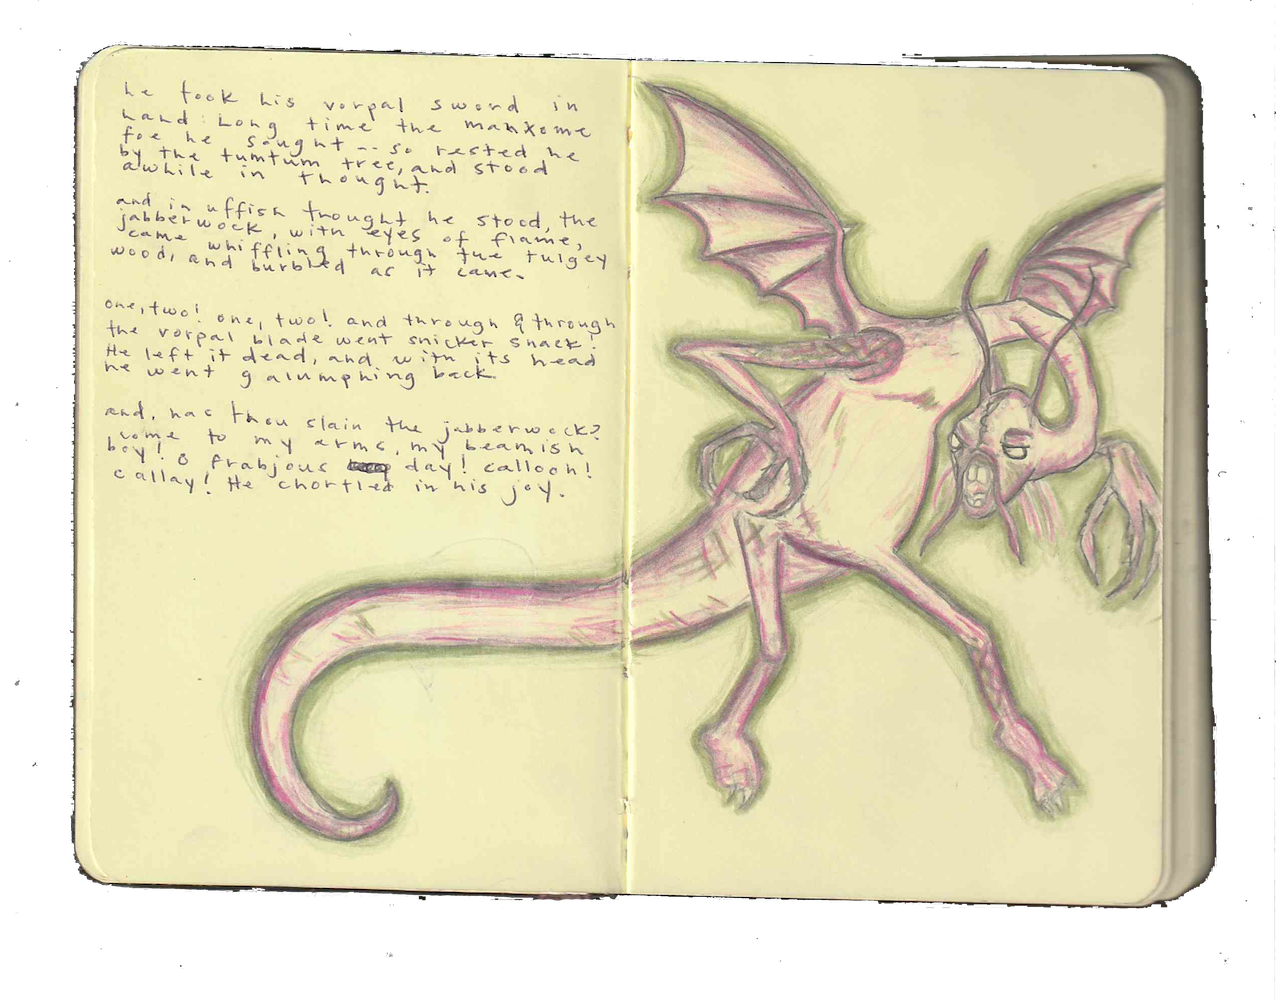 he took his vorpal sword in
hand: Long time the manxome
foe he sought -- so rested he
by the tumtum tree, and stood
awhile in thought.
and in uffish thought he stood, the
jabberwock, with eyes of flame,
came whiffling through the tulgey
wood, and burbled as it came.
one, two! one, two! and through & through
the vorpal blade went snicker snack!
He left it dead, and with its head
he went galumphing back
and, has thou slain the jabberwock?
come to my arms, my beamish
boy! O frabjous day! callooh!
callay! He chortled in his joy.